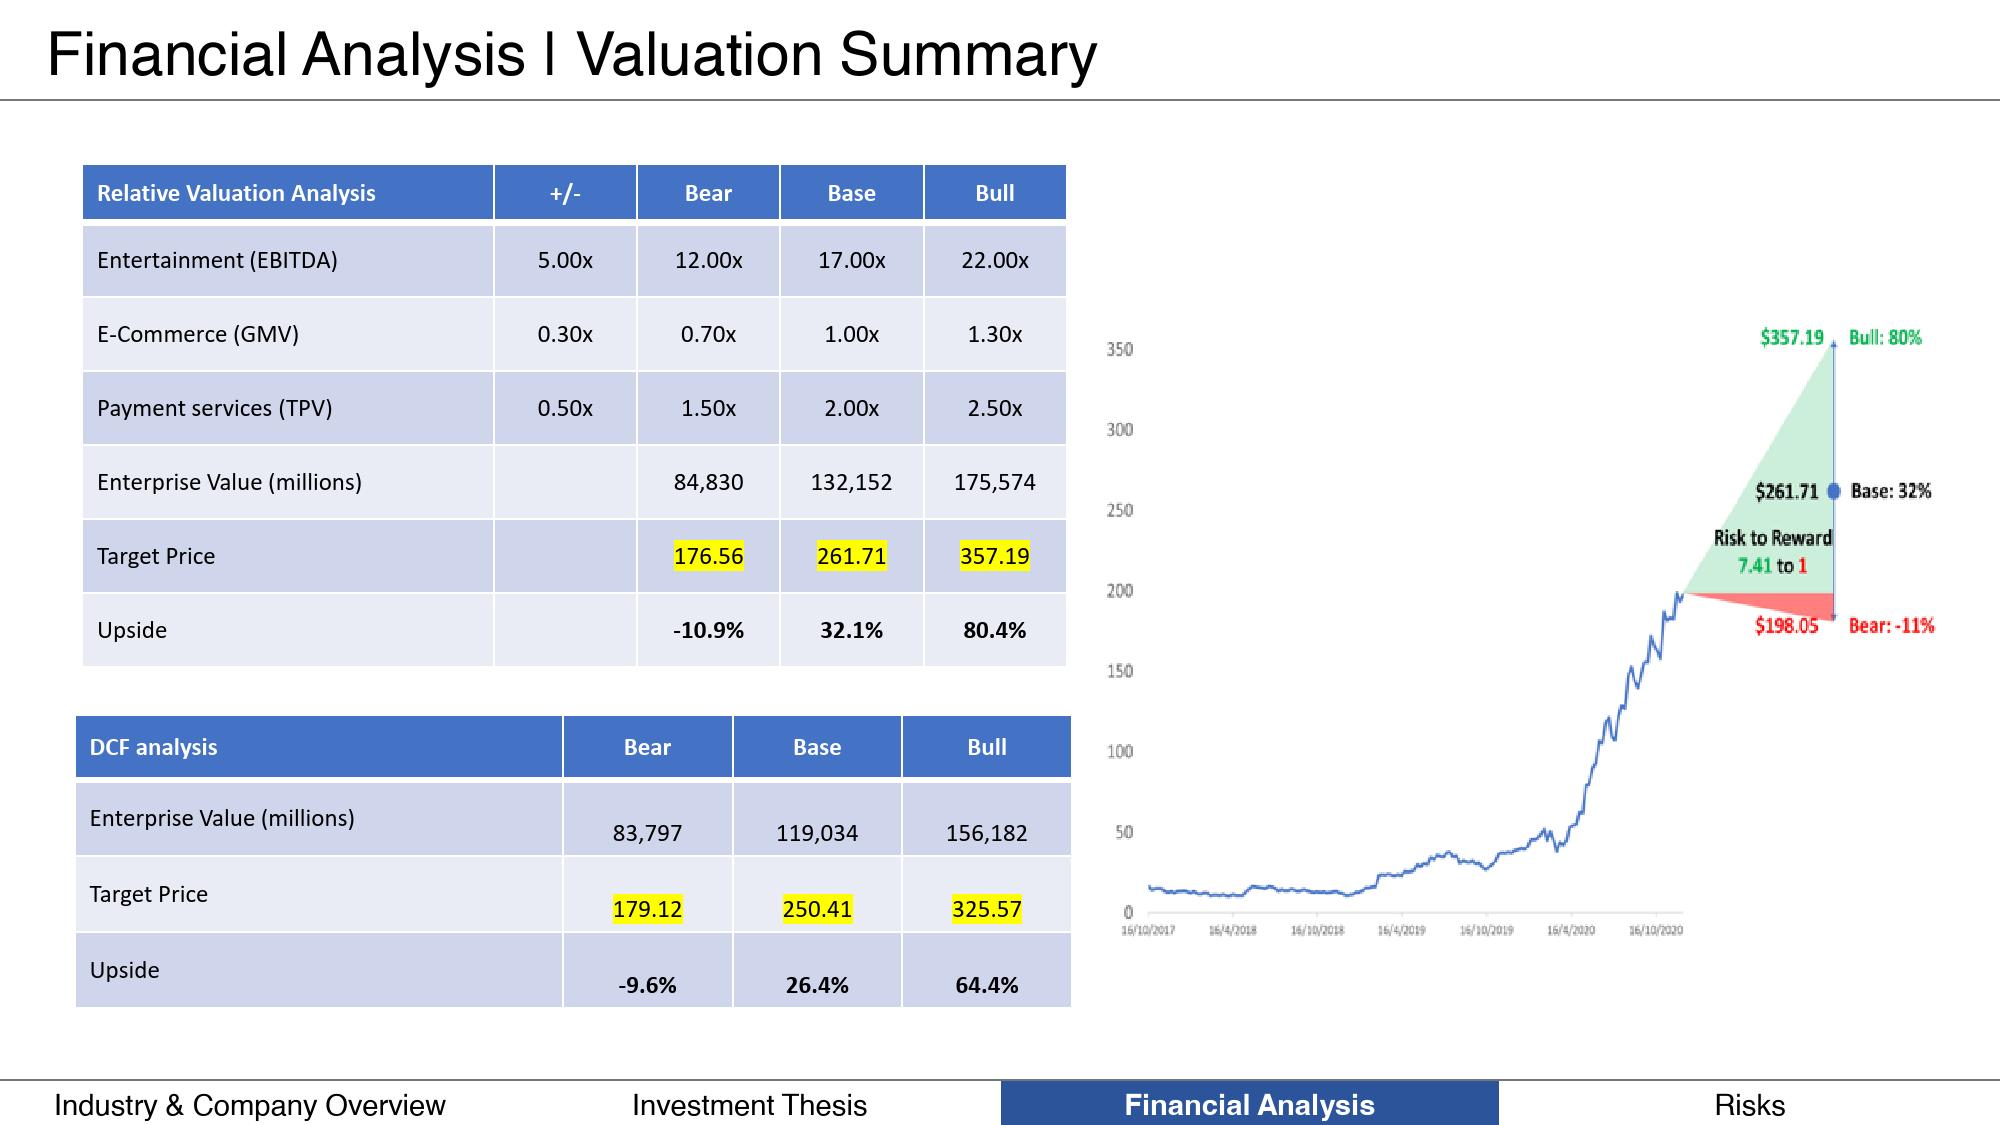 Financial Analysis | Valuation Summary
Relative Valuation Analysis +/- Bear Base Bull
Entertainment (EBITDA) 5.00x 12.00x 17.00x 22.00x
E-Commerce (GMV) 0.30x 0.70x 1.00x 1.30x
Payment services (TPV) 0.50x 1.50x 2.00x 2.50x
Enterprise Value (millions) 84,830 132,152 175,574
Target Price 176.56 261.71 357.19
Upside -10.9% 32.1% 80.4%
DCF analysis Bear Base Bull
Enterprise Value (millions) 83,797 119,034 156,182
Target Price 179.12 250.41 325.57
Upside -9.6% 26.4% 64.4%
$357.19 Bull: 80%
350
300
$261.71 Base: 32%
250
Risk to Reward
7.41 to 1
200
$198.05 Bear: -11%
150
100
50
0
16/10/2017 16/4/2018 16/10/2018 16/4/2019 16/10/2019 16/4/2020 16/10/2020
Industry & Company Overview Investment Thesis Financial Analysis Risks